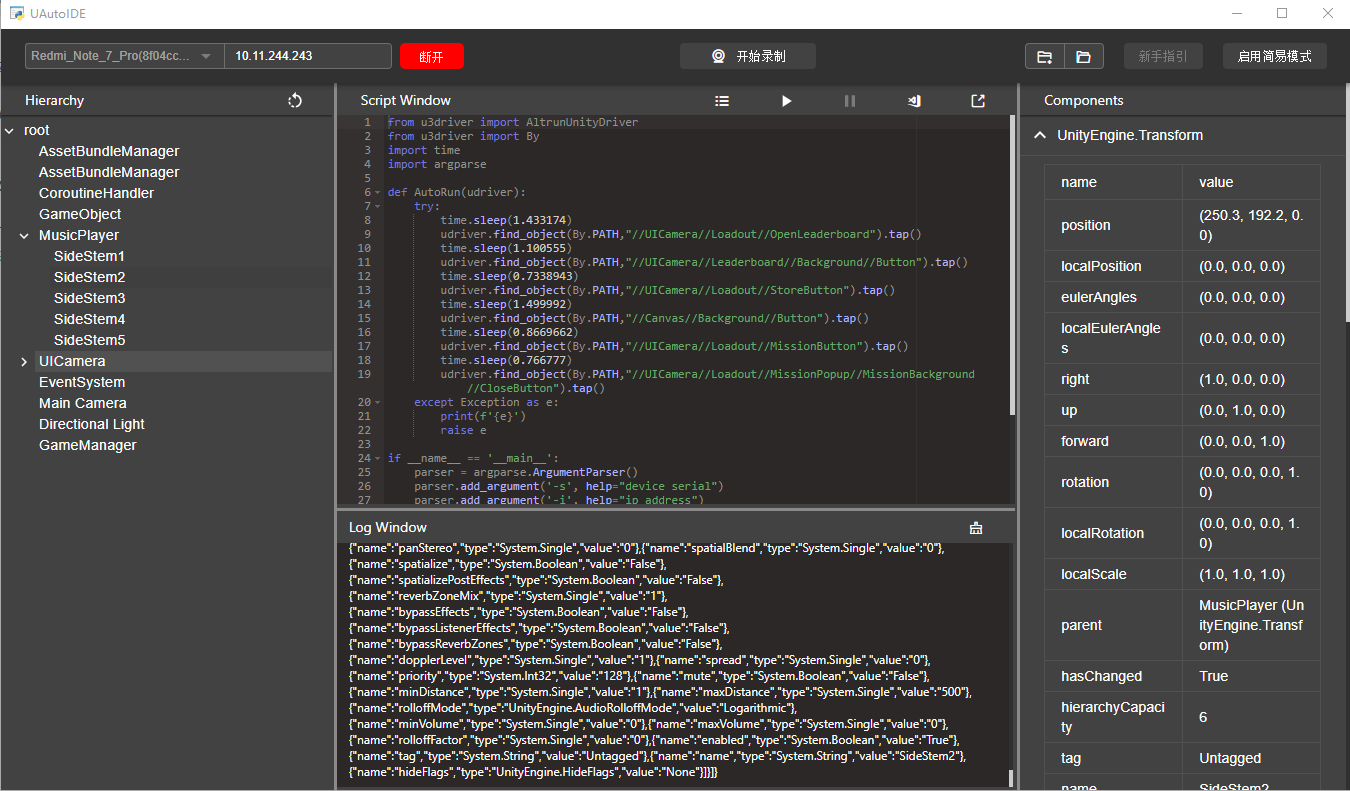 UAutoIDE
Redmi_Note_7_Pro(8f04cc...
10.11.244.243
断开
开始录制
新手指引
启用简易模式
Hierarchy
root
AssetBundleManager
AssetBundleManager
CoroutineHandler
GameObject
MusicPlayer
SideStem1
SideStem2
SideStem3
SideStem4
SideStem5
UICamera
EventSystem
Main Camera
Directional Light
GameManager
Script Window
1 from u3driver import AltrunUnityDriver
2 from u3driver import By
3 import time
4 import argparse
5
6 def AutoRun(udriver):
7 try:
8 time.sleep(1.433174)
9 udriver.find_object(By.PATH,"//UICamera//Loadout//OpenLeaderboard").tap()
10 time.sleep(1.100555)
11 udriver.find_object(By.PATH,"//UICamera//Leaderboard//Background//Button").tap()
12 time.sleep(0.7338943)
13 udriver.find_object(By.PATH,"//UICamera//Loadout//StoreButton").tap()
14 time.sleep(1.499992)
15 udriver.find_object(By.PATH,"//Canvas//Background//Button").tap()
16 time.sleep(0.8669662)
17 udriver.find_object(By.PATH,"//UICamera//Loadout//MissionButton").tap()
18 time.sleep(0.766777)
19 udriver.find_object(By.PATH,"//UICamera//Loadout//MissionPopup//MissionBackground
//CloseButton").tap()
20 except Exception as e:
21 print(f'{e}')
22 raise e
23
24 if __name__ == '__main__':
25 parser = argparse.ArgumentParser()
26 parser.add_argument('-s', help="device serial")
27 parser.add_argument('-i', help="ip address")
Log Window
{"name":"panStereo","type":"System.Single","value":"0"},{"name":"spatialBlend","type":"System.Single","value":"0"},
{"name":"spatialize","type":"System.Boolean","value":"False"},
{"name":"spatializePostEffects","type":"System.Boolean","value":"False"},
{"name":"reverbZoneMix","type":"System.Single","value":"1"},
{"name":"bypassEffects","type":"System.Boolean","value":"False"},
{"name":"bypassListenerEffects","type":"System.Boolean","value":"False"},
{"name":"bypassReverbZones","type":"System.Boolean","value":"False"},
{"name":"dopplerLevel","type":"System.Single","value":"1"},{"name":"spread","type":"System.Single","value":"0"},
{"name":"priority","type":"System.Int32","value":"128"},{"name":"mute","type":"System.Boolean","value":"False"},
{"name":"minDistance","type":"System.Single","value":"1"},{"name":"maxDistance","type":"System.Single","value":"500"},
{"name":"rolloffMode","type":"UnityEngine.AudioRolloffMode","value":"Logarithmic"},
{"name":"minVolume","type":"System.Single","value":"0"},{"name":"maxVolume","type":"System.Single","value":"0"},
{"name":"rolloffFactor","type":"System.Single","value":"0"},{"name":"enabled","type":"System.Boolean","value":"True"},
{"name":"tag","type":"System.String","value":"Untagged"},{"name":"name","type":"System.String","value":"SideStem2"},
{"name":"hideFlags","type":"UnityEngine.HideFlags","value":"None"}]}]}
Components
UnityEngine.Transform
name value
position (250.3, 192.2, 0.
0)
localPosition (0.0, 0.0, 0.0)
eulerAngles (0.0, 0.0, 0.0)
localEulerAngle
s (0.0, 0.0, 0.0)
right (1.0, 0.0, 0.0)
up (0.0, 1.0, 0.0)
forward (0.0, 0.0, 1.0)
rotation (0.0, 0.0, 0.0, 1.
0)
localRotation (0.0, 0.0, 0.0, 1.
0)
localScale (1.0, 1.0, 1.0)
parent MusicPlayer (Un
ityEngine.Transf
orm)
hasChanged True
hierarchyCapaci
ty 6
tag Untagged
name SideStem2